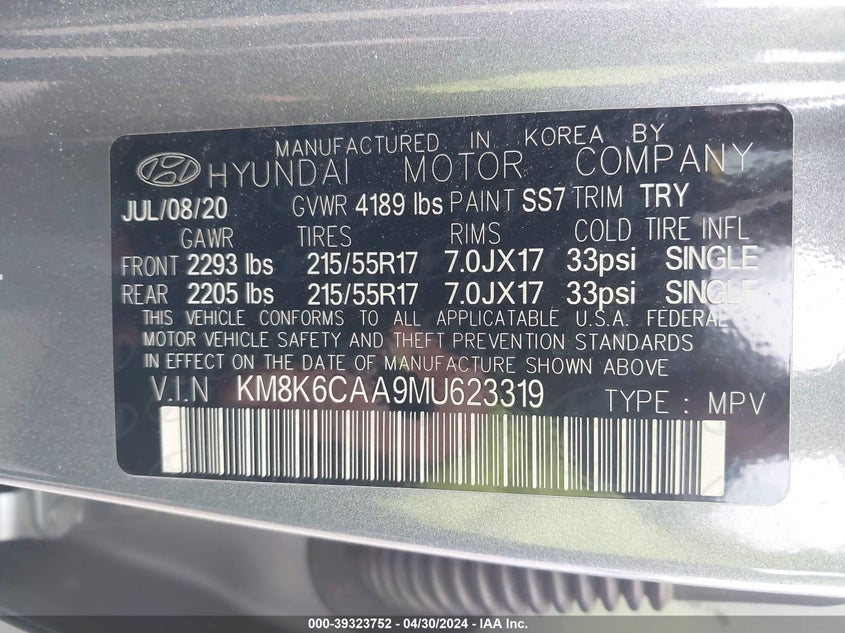 MANUFACTURED IN KOREA BY
HYUNDAI MOTOR COMPANY
JUL/08/20 GVWR 4189 lbs PAINT SS7 TRIM TRY
GAWR TIRES RIMS COLD TIRE INFL
FRONT 2293 lbs 215/55R17 7.0JX17 33psi SINGLE
REAR 2205 lbs 215/55R17 7.0JX17 33psi SINGLE
THIS VEHICLE CONFORMS TO ALL APPLICATABLE U.S.A. FEDERAL
MOTOR VEHICLE SAFETY AND THEFT PREVENTION STANDARDS
IN EFFECT ON THE DATE OF MANUFACTURE SHOWN ABOVE
V.I.N KM8K6CAA9MU623319 TYPE : MPV
000-39323752 - 04/30/2024 - IAA Inc.